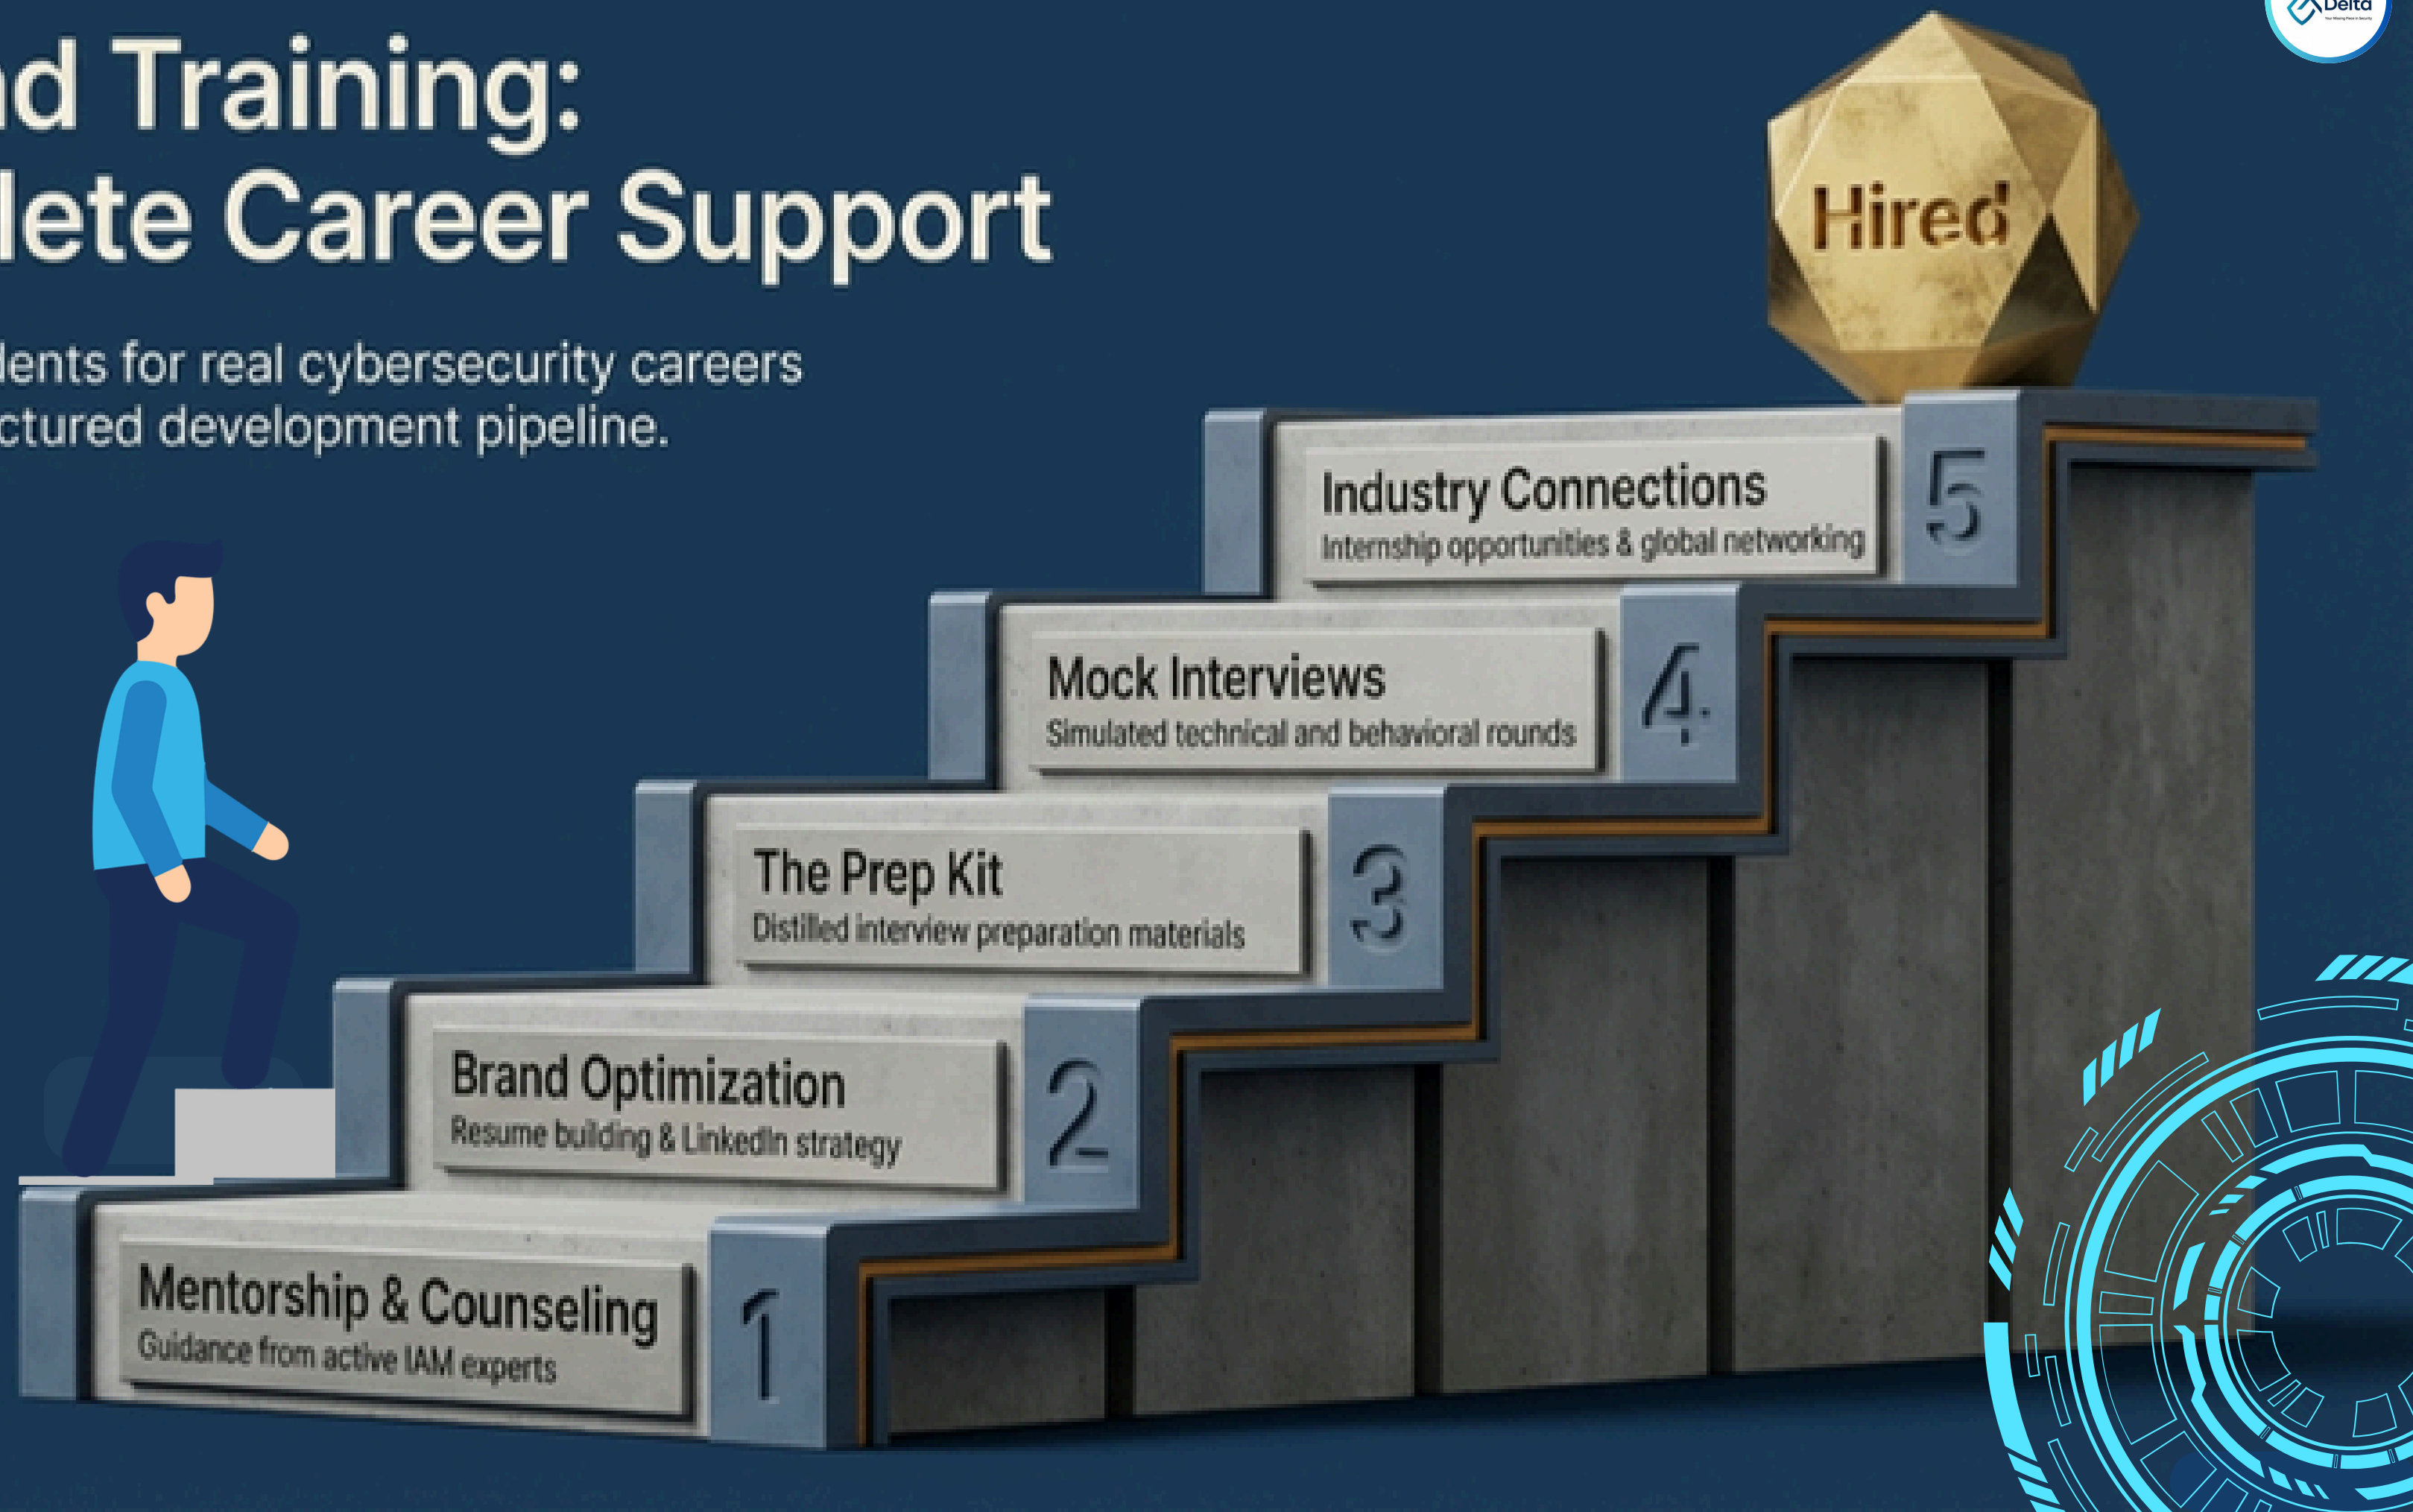 nd Training:
lete Career Support
dents for real cybersecurity careers
ctured development pipeline.
Delta
Hired
Industry Connections
Internship opportunities & global networking
5
Mock Interviews
Simulated technical and behavioral rounds
4
The Prep Kit
Distilled interview preparation materials
3
Brand Optimization
Resume building & LinkedIn strategy
2
Mentorship & Counseling
Guidance from active IAM experts
1